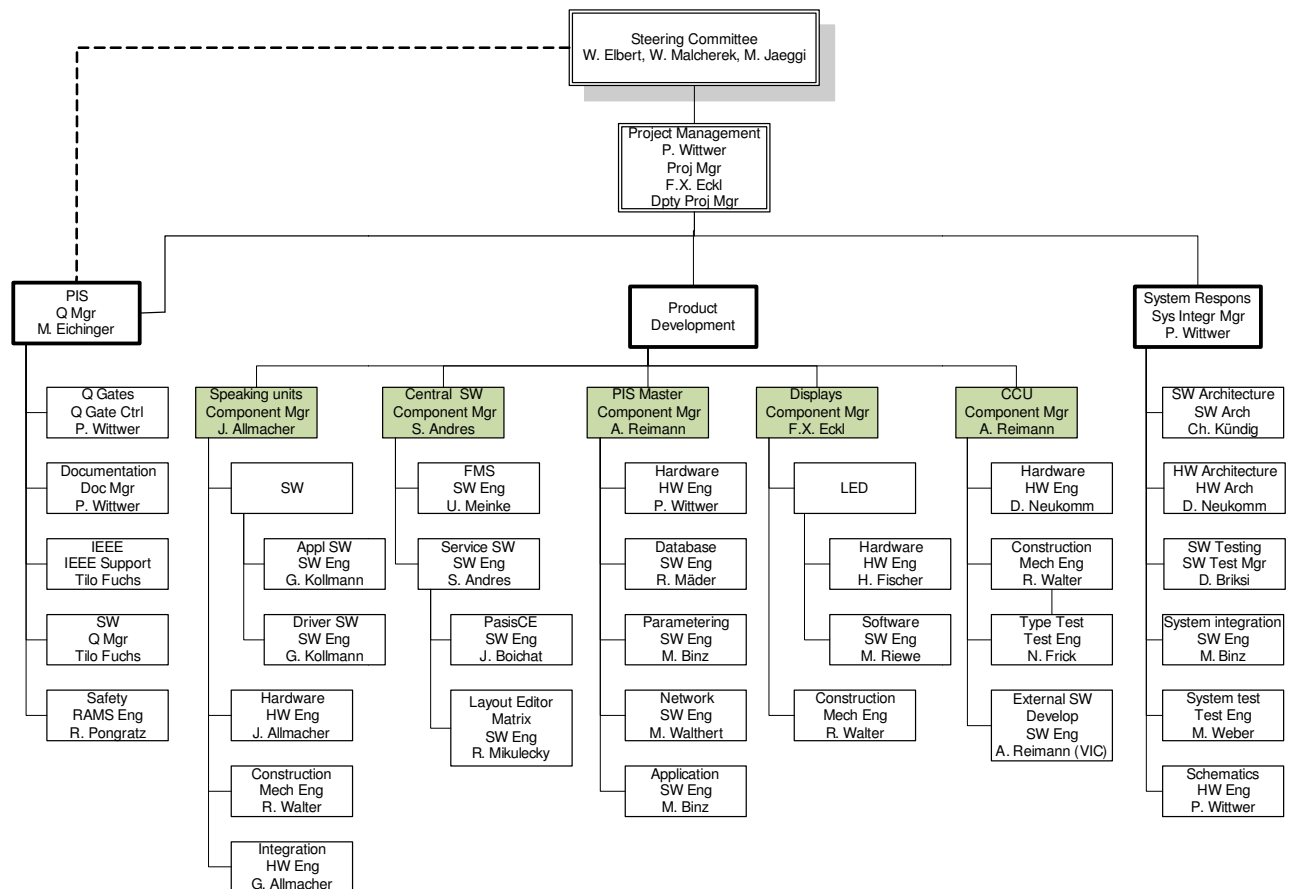 Steering Committee
W. Elbert, W. Malcherek, M. Jaeggi
Project Management
P. Wittwer
Proj Mgr
F.X. Eckl
Dpty Proj Mgr
PIS
Q Mgr
M. Eichinger
Product
Development
System Respons
Sys Integr Mgr
P. Wittwer
Q Gates
Q Gate Ctrl
P. Wittwer
Documentation
Doc Mgr
P. Wittwer
IEEE
IEEE Support
Tilo Fuchs
SW
Q Mgr
Tilo Fuchs
Safety
RAMS Eng
R. Pongratz
Speaking units
Component Mgr
J. Allmacher
SW
Appl SW
SW Eng
G. Kollmann
Driver SW
SW Eng
G. Kollmann
Hardware
HW Eng
J. Allmacher
Construction
Mech Eng
R. Walter
Integration
HW Eng
G. Allmacher
Central SW
Component Mgr
S. Andres
FMS
SW Eng
U. Meinke
Service SW
SW Eng
S. Andres
PasisCE
SW Eng
J. Boichat
Layout Editor
Matrix
SW Eng
R. Mikulecky
PIS Master
Component Mgr
A. Reimann
Hardware
HW Eng
P. Wittwer
Database
SW Eng
R. Mäder
Parametering
SW Eng
M. Binz
Network
SW Eng
M. Walthert
Application
SW Eng
M. Binz
Displays
Component Mgr
F.X. Eckl
LED
Hardware
HW Eng
H. Fischer
Software
SW Eng
M. Riewe
Construction
Mech Eng
R. Walter
CCU
Component Mgr
A. Reimann
Hardware
HW Eng
D. Neukomm
Construction
Mech Eng
R. Walter
Type Test
Test Eng
N. Frick
External SW
Develop
SW Eng
A. Reimann (VIC)
SW Architecture
SW Arch
Ch. Kündig
HW Architecture
HW Arch
D. Neukomm
SW Testing
SW Test Mgr
D. Briksi
System integration
SW Eng
M. Binz
System test
Test Eng
M. Weber
Schematics
HW Eng
P. Wittwer